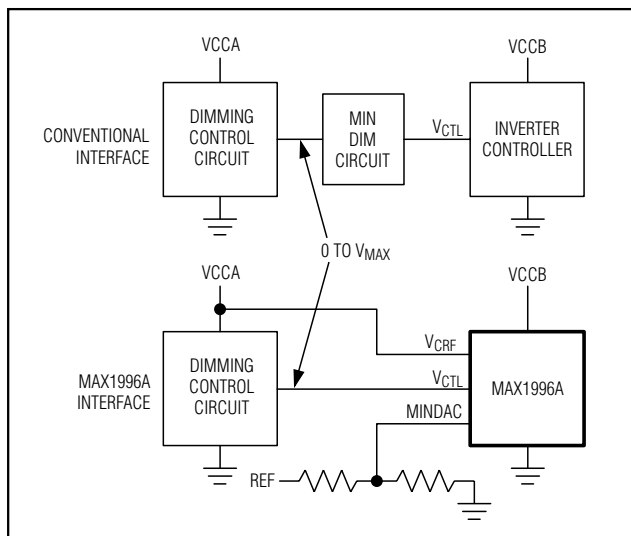 VCCA
VCCB
CONVENTIONAL
INTERFACE
DIMMING
CONTROL
CIRCUIT
MIN
DIM
CIRCUIT
VCTL
INVERTER
CONTROLLER
0 TO VMAX
VCCA
VCCB
MAX1996A
INTERFACE
DIMMING
CONTROL
CIRCUIT
VCRF
VCTL
MINDAC
MAX1996A
REF